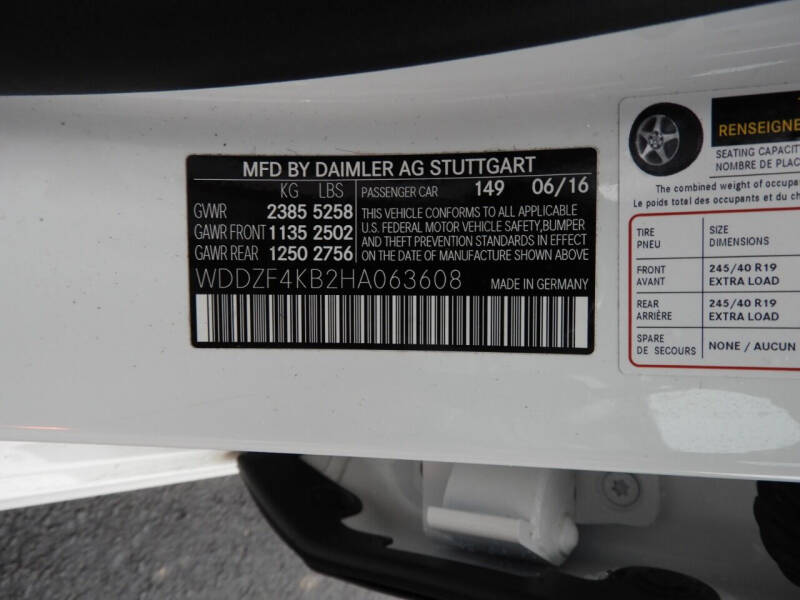 MFD BY DAIMLER AG STUTTGART
KG LBS
GVWR 2385 5258
GAWR FRONT 1135 2502
GAWR REAR 1250 2756
PASSENGER CAR 149 06/16
THIS VEHICLE CONFORMS TO ALL APPLICABLE
U.S. FEDERAL MOTOR VEHICLE SAFETY,BUMPER
AND THEFT PREVENTION STANDARDS IN EFFECT
ON THE DATE OF MANUFACTURE SHOWN ABOVE
WDDZF4KB2HA063608 MADE IN GERMANY
RENSEIGNE
SEATING CAPACIT
NOMBRE DE PLAC
The combined weight of occupa
Le poids total des occupants et du ch
TIRE SIZE
PNEU DIMENSIONS
FRONT 245/40 R19
AVANT EXTRA LOAD
REAR 245/40 R19
ARRIÈRE EXTRA LOAD
SPARE NONE / AUCUN
DE SECOURS